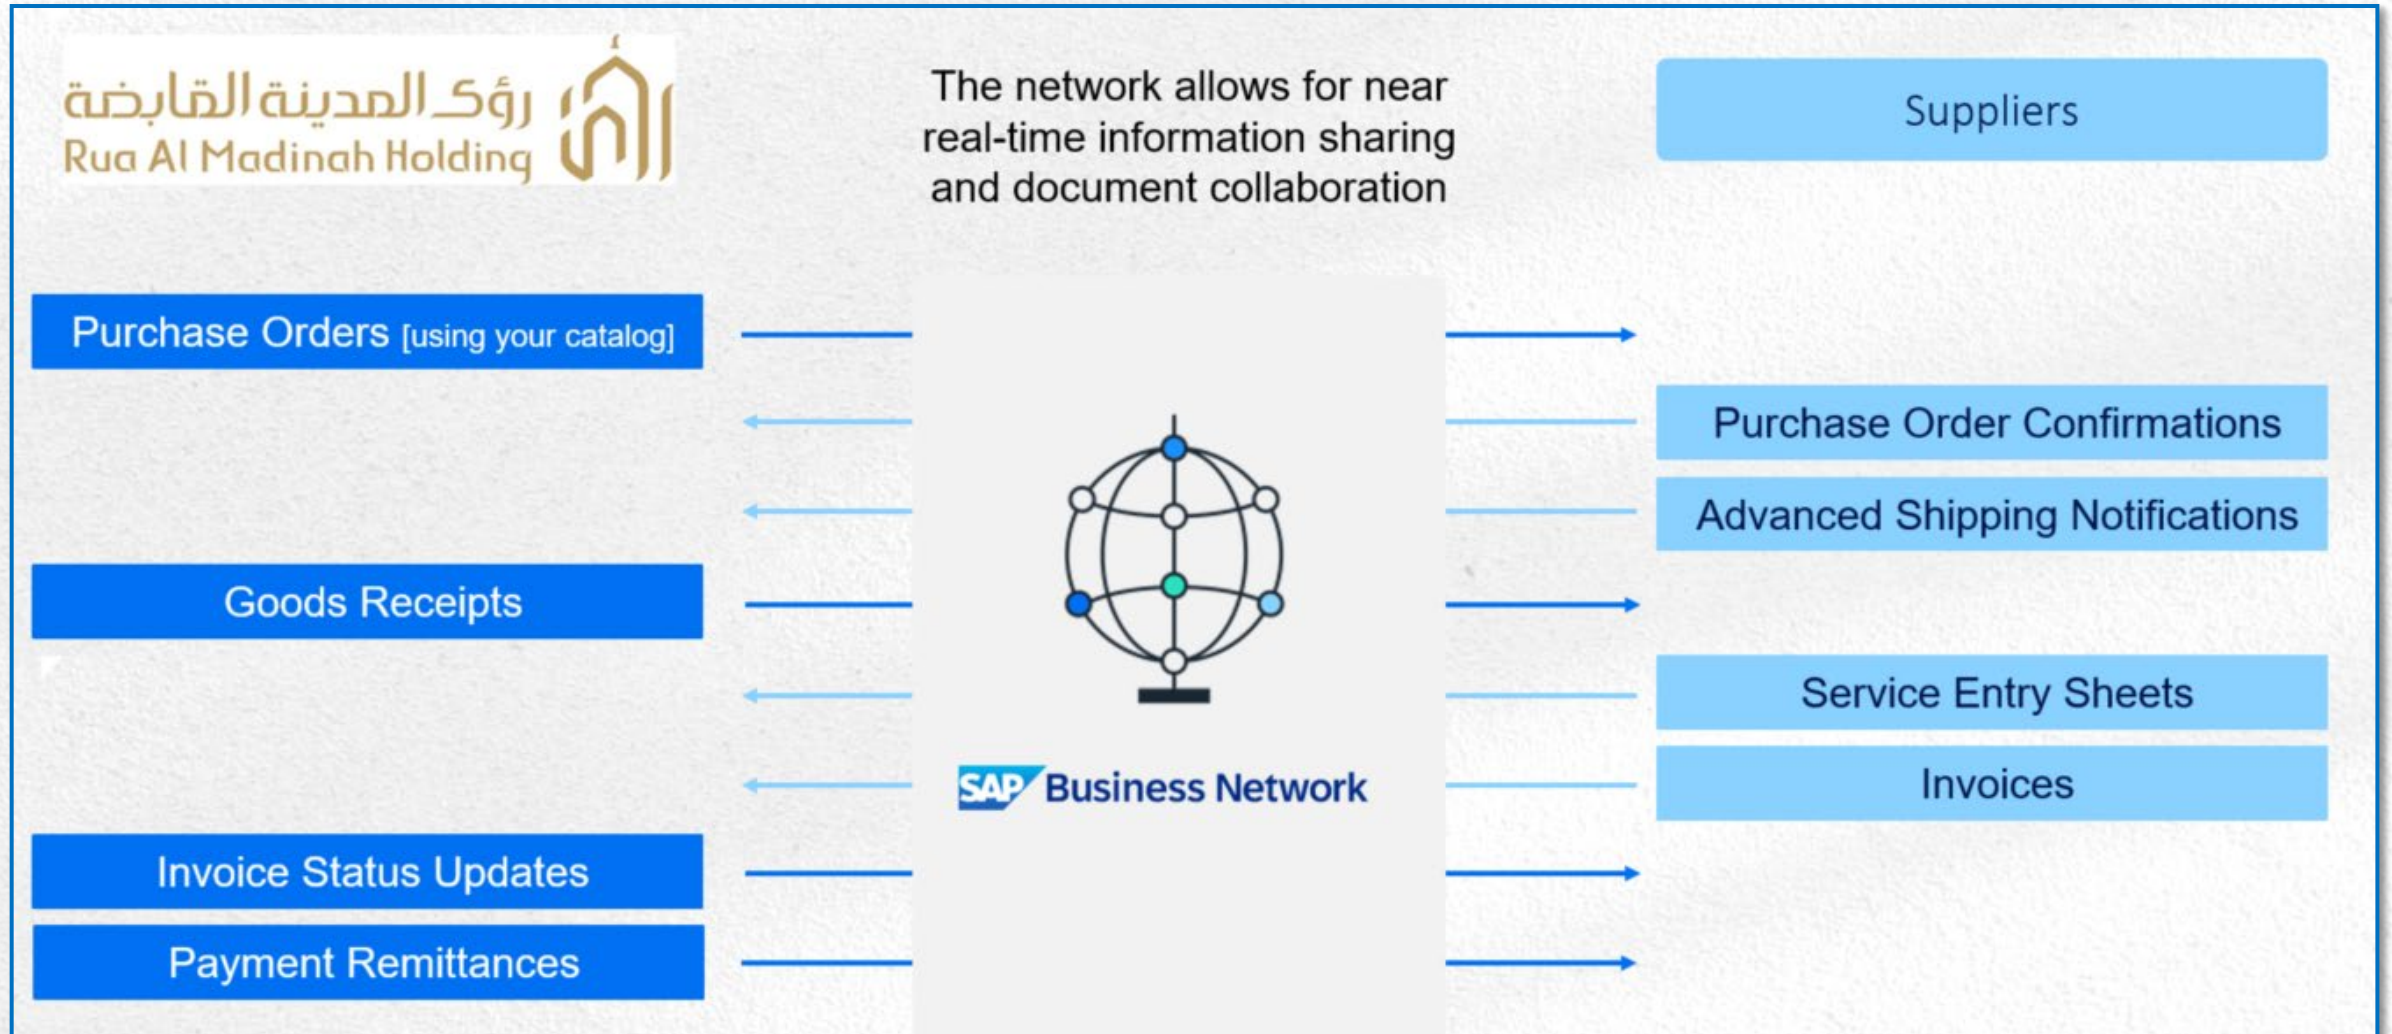 رؤى المدينة القابضة
Rua Al Madinah Holding
The network allows for near
real-time information sharing
and document collaboration
Suppliers
Purchase Orders [using your catalog]
Purchase Order Confirmations
Advanced Shipping Notifications
Goods Receipts
Service Entry Sheets
SAP Business Network
Invoices
Invoice Status Updates
Payment Remittances